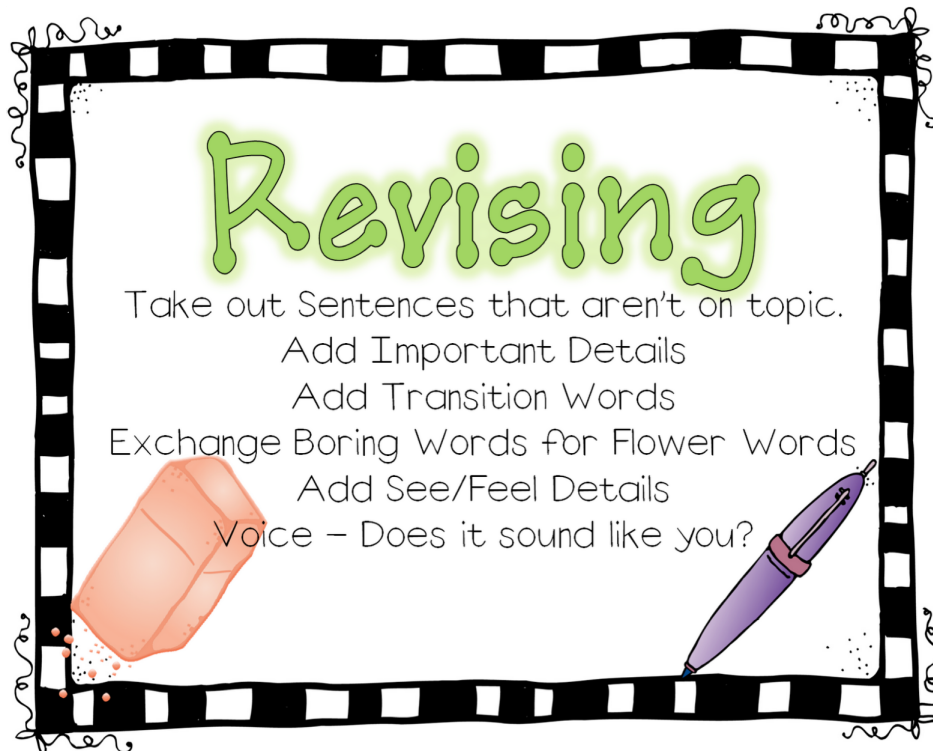 Revising
Take out Sentences that aren't on topic.
Add Important Details
Add Transition Words
Exchange Boring Words for Flower Words
Add See/Feel Details
Voice – Does it sound like you?